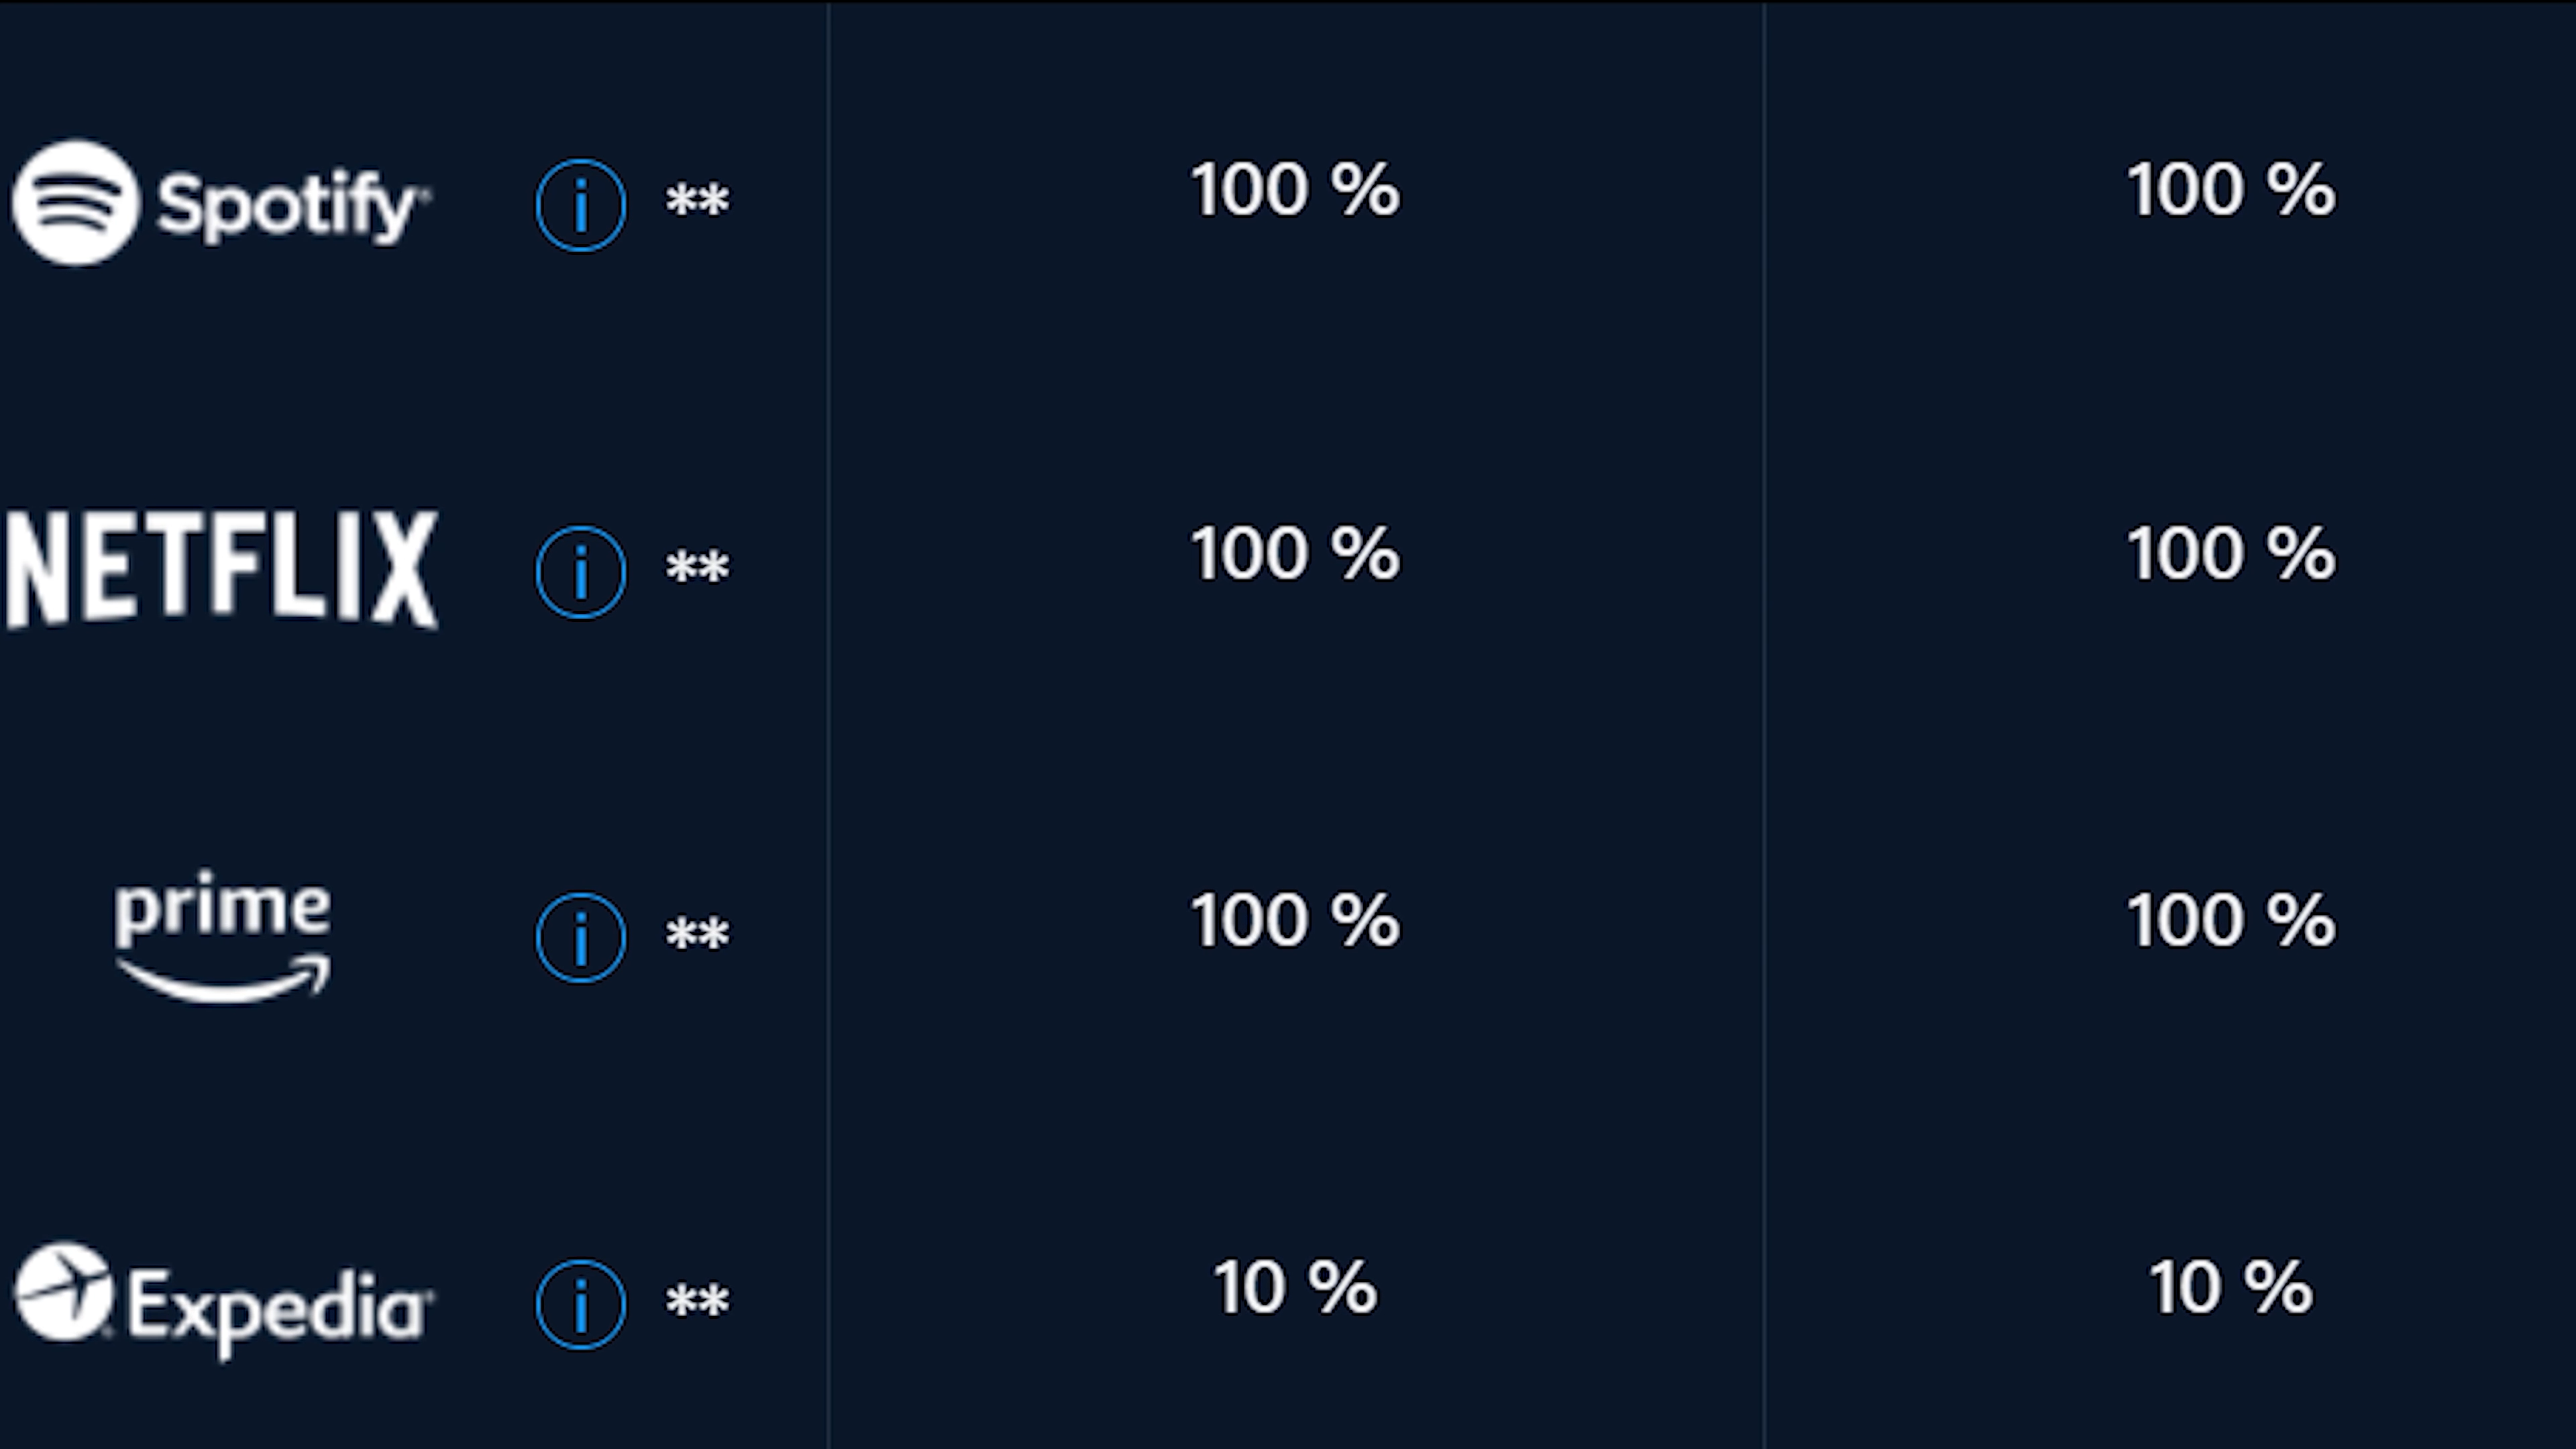 Spotify i ** 100 % 100 %
NETFLIX i ** 100 % 100 %
prime i ** 100 % 100 %
Expedia i ** 10 % 10 %